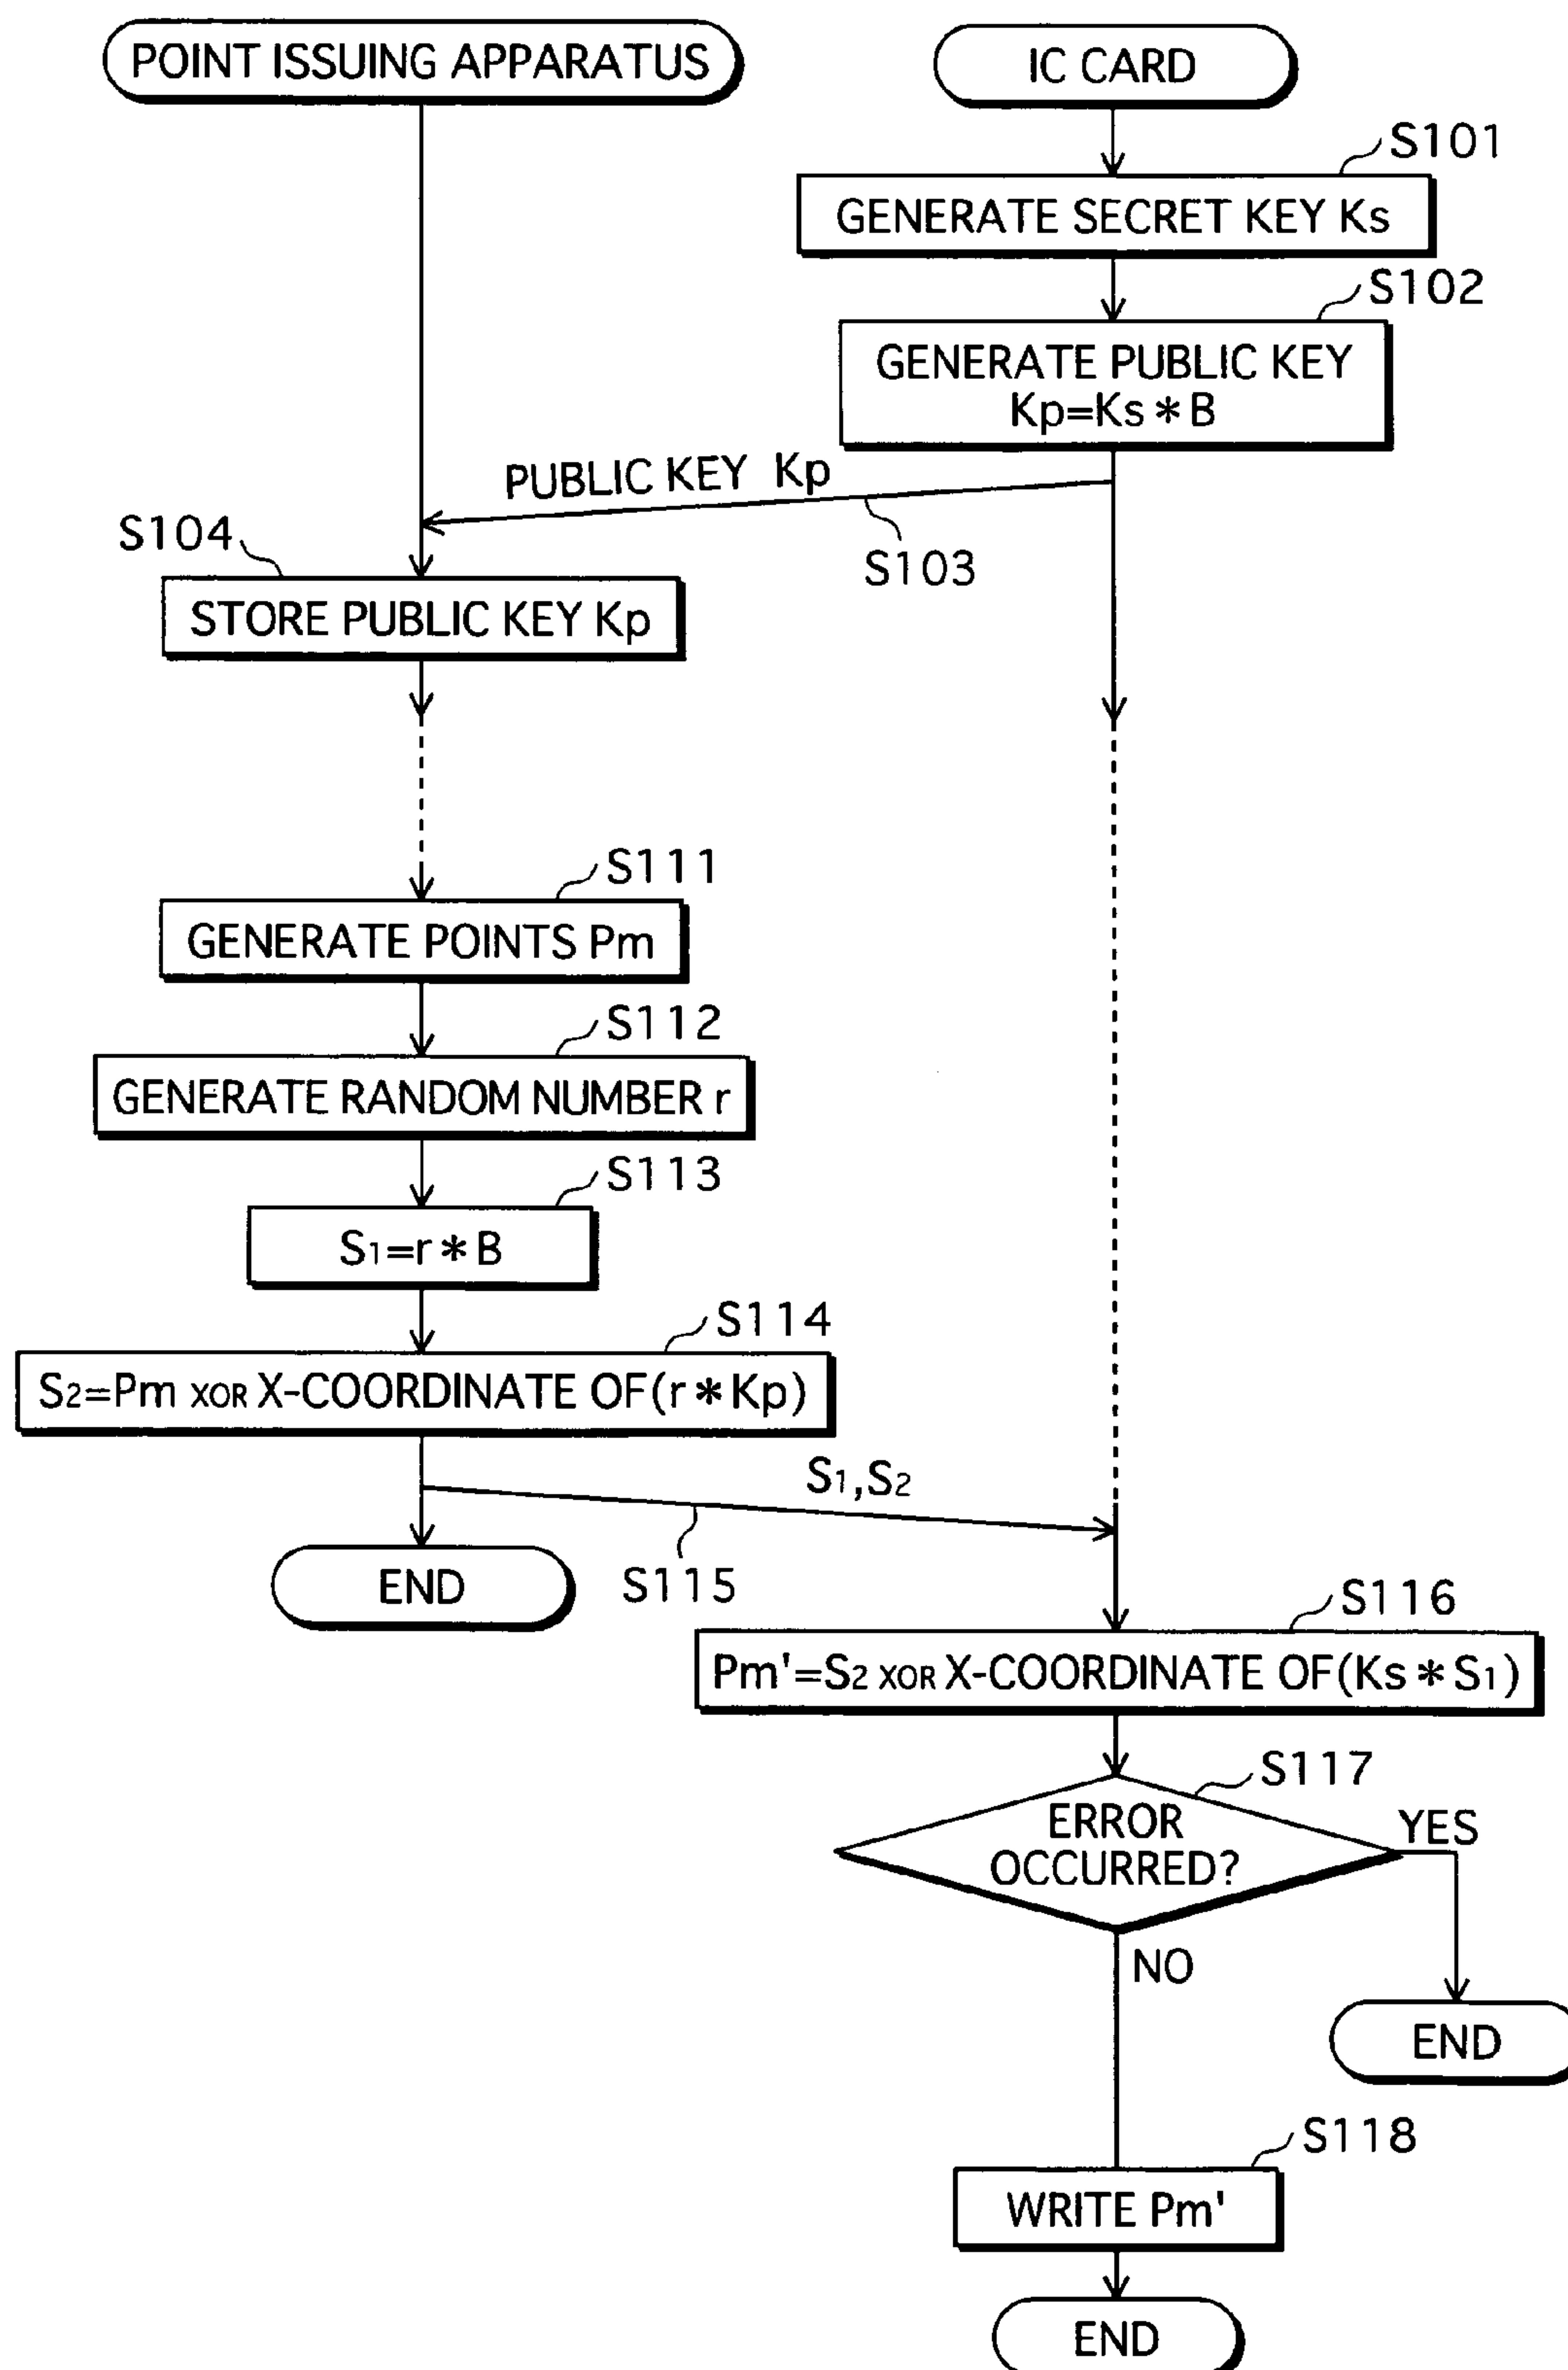 POINT ISSUING APPARATUS
IC CARD
S101
GENERATE SECRET KEY Ks
S102
GENERATE PUBLIC KEY
Kp=Ks*B
PUBLIC KEY Kp
S103
S104
STORE PUBLIC KEY Kp
S111
GENERATE POINTS Pm
S112
GENERATE RANDOM NUMBER r
S113
S1=r*B
S114
S2=Pm XOR X-COORDINATE OF(r*Kp)
S1,S2
S115
END
S116
Pm'=S2 XOR X-COORDINATE OF(Ks*S1)
S117
ERROR
OCCURRED?
YES
NO
END
S118
WRITE Pm'
END